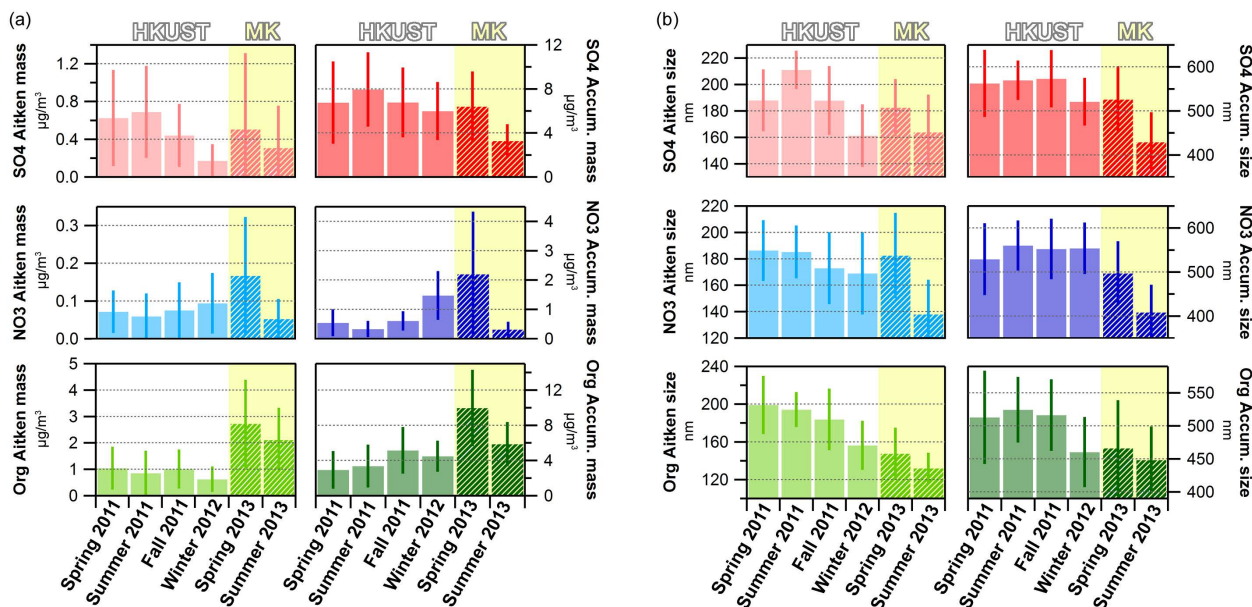 (a)
HKUST MK HKUST MK
SO4 Aitken mass
µg/m³
1.2
0.8
0.4
0.0
12
8
4
0
SO4 Accum. mass
µg/m³
NO3 Aitken mass
µg/m³
0.3
0.2
0.1
0.0
4
3
2
1
0
NO3 Accum. mass
µg/m³
Org Aitken mass
µg/m³
5
4
3
2
1
0
12
8
4
0
Org Accum. mass
µg/m³
Spring 2011
Summer 2011
Fall 2011
Winter 2012
Spring 2013
Summer 2013
Spring 2011
Summer 2011
Fall 2011
Winter 2012
Spring 2013
Summer 2013
(b)
HKUST MK HKUST MK
SO4 Aitken size
nm
220
200
180
160
140
600
500
400
SO4 Accum. size
nm
NO3 Aitken size
nm
220
200
180
160
140
120
600
500
400
NO3 Accum. size
nm
Org Aitken size
nm
240
200
160
120
550
500
450
400
Org Accum. size
nm
Spring 2011
Summer 2011
Fall 2011
Winter 2012
Spring 2013
Summer 2013
Spring 2011
Summer 2011
Fall 2011
Winter 2012
Spring 2013
Summer 2013